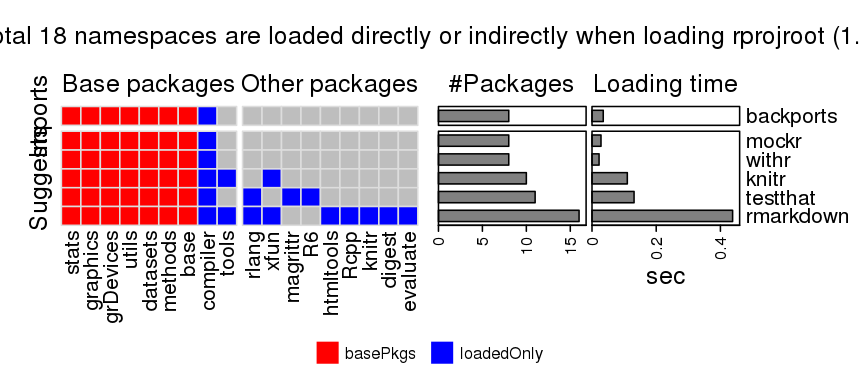 otal 18 namespaces are loaded directly or indirectly when loading rprojroot (1.
Base packages Other packages #Packages Loading time
Imports
Suggests
backports
mockr
withr
knitr
testthat
rmarkdown
stats
graphics
grDevices
utils
datasets
methods
base
compiler
tools
rlang
xfun
magrittr
R6
htmltools
Rcpp
knitr
digest
evaluate
0 5 10 15
0 0.2 0.4
sec
basePkgs loadedOnly